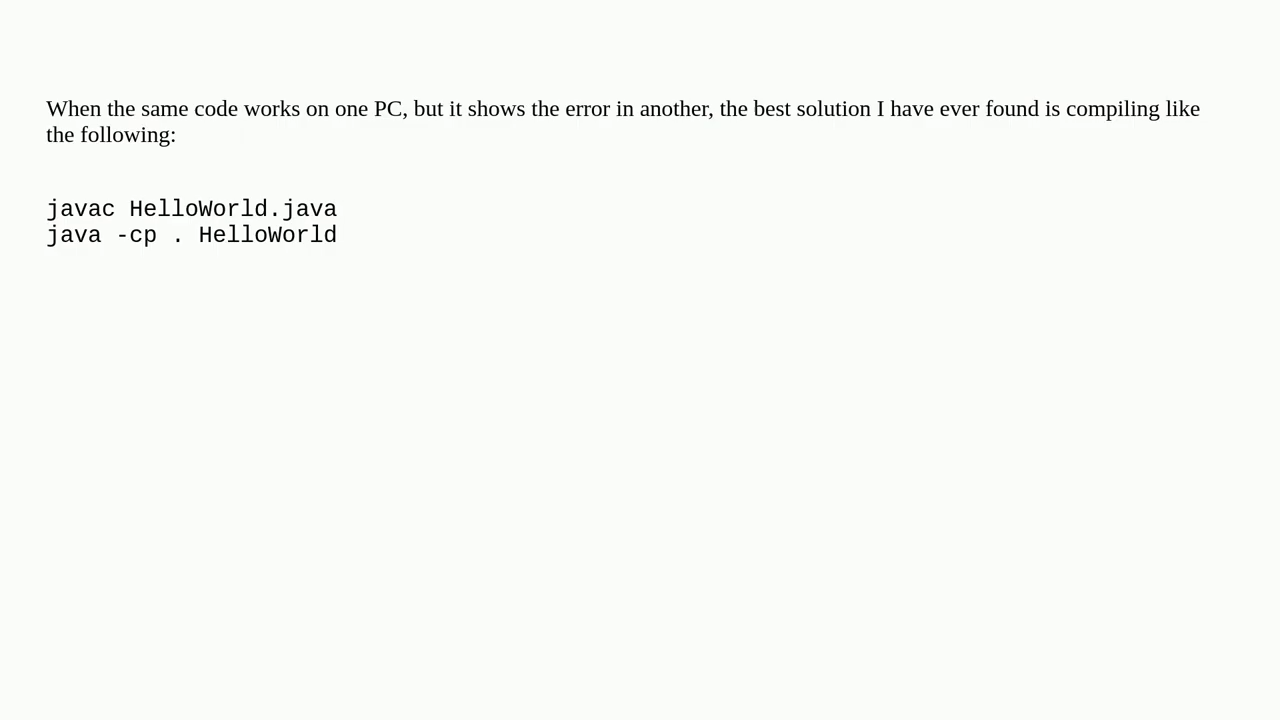 When the same code works on one PC, but it shows the error in another, the best solution I have ever found is compiling like
the following:
javac HelloWorld.java
java -cp . HelloWorld